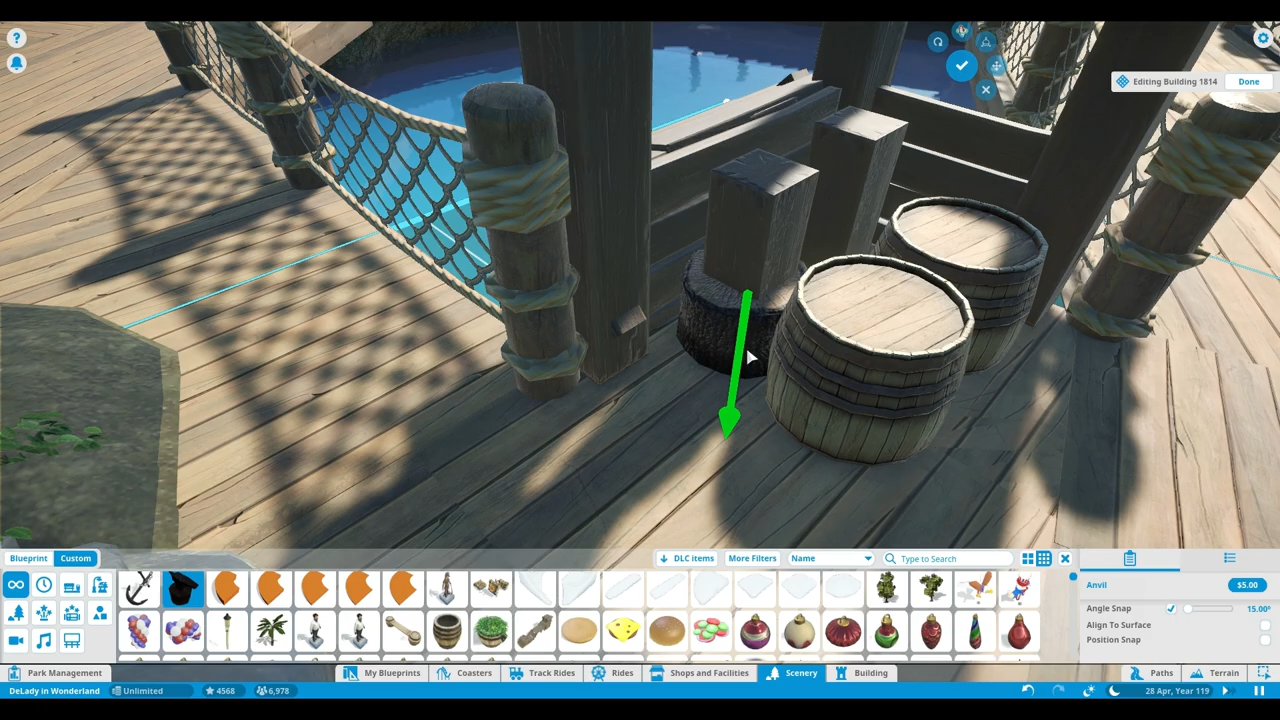 ?
Editing Building 1814 Done
Blueprint Custom
DLC items More Filters Name Type to Search
Anvil $5.00
Angle Snap 15.00°
Align To Surface
Position Snap
Park Management My Blueprints Coasters Track Rides Rides Shops and Facilities Scenery Building Paths Terrain
DeLady in Wonderland Unlimited 4568 6,978 28 Apr, Year 119